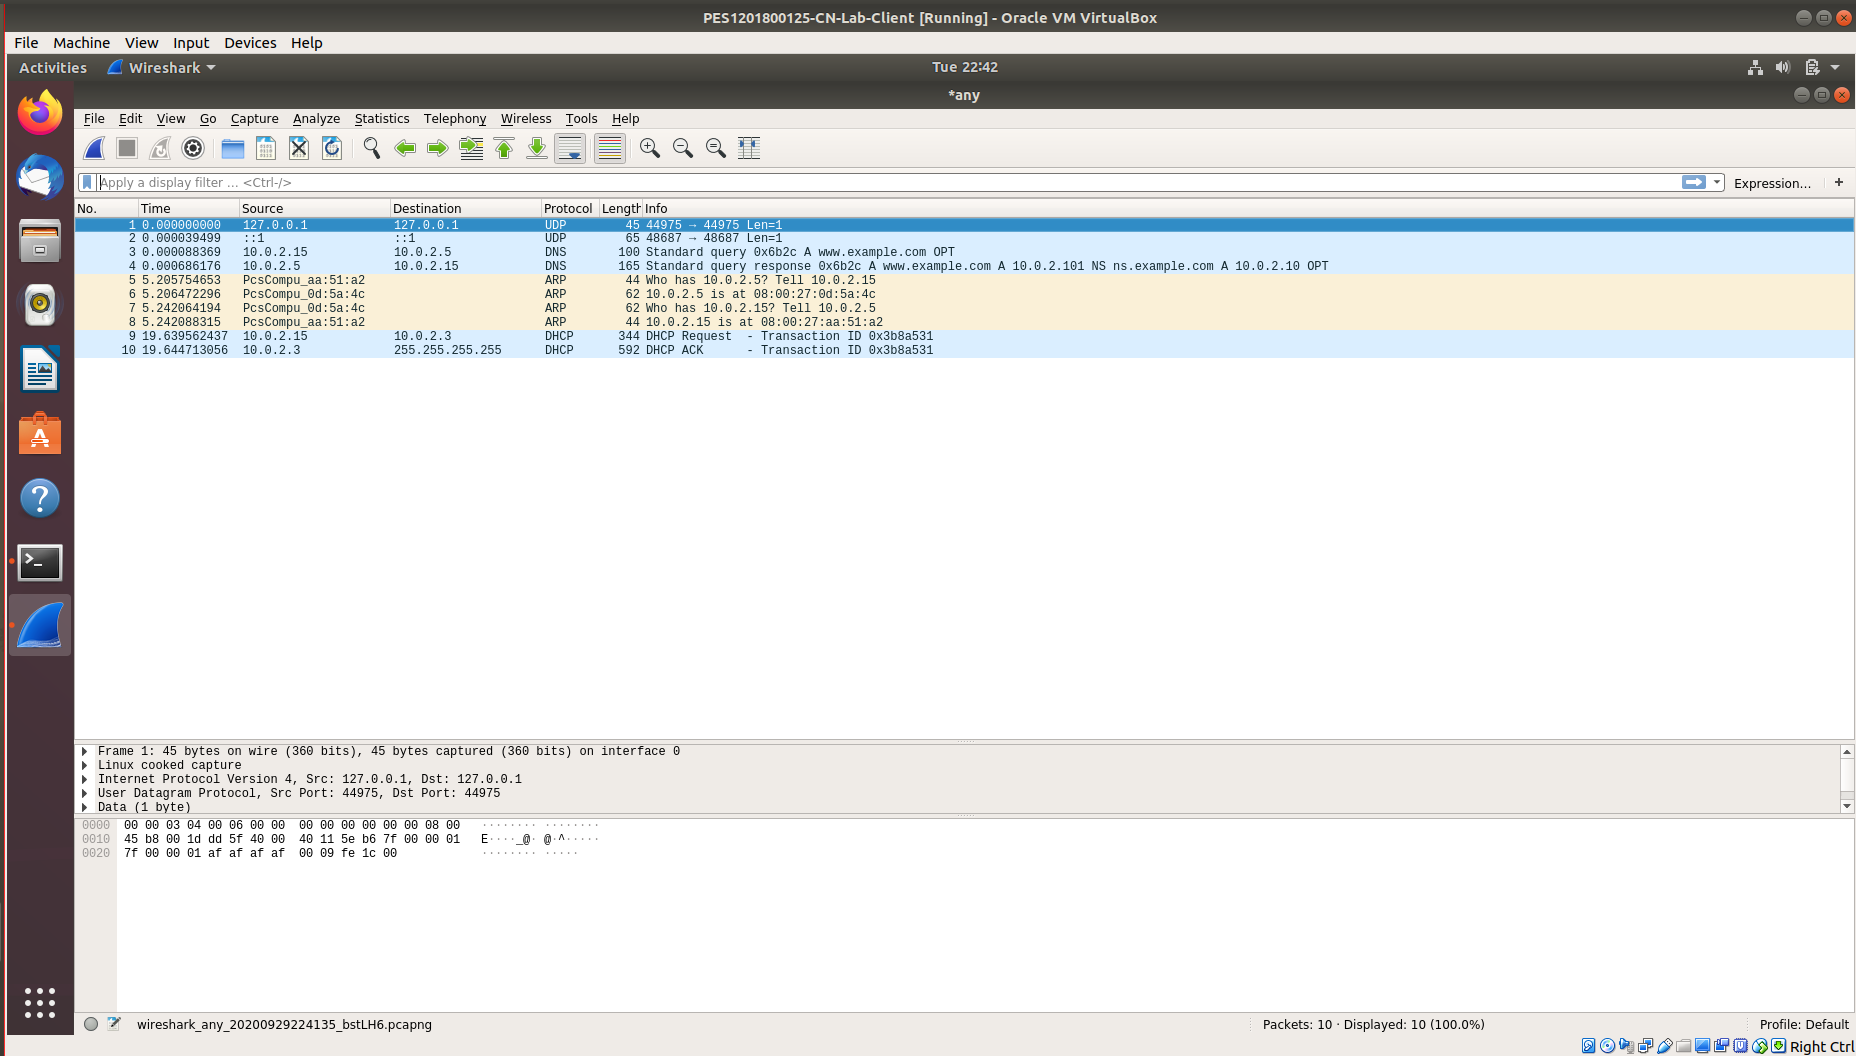 PES1201800125-CN-Lab-Client [Running] - Oracle VM VirtualBox
File Machine View Input Devices Help
Activities Wireshark Tue 22:42
*any
File Edit View Go Capture Analyze Statistics Telephony Wireless Tools Help
Apply a display filter ... <Ctrl-/> Expression... +
No. Time Source Destination Protocol Length Info
1 0.000000000 127.0.0.1 127.0.0.1 UDP 45 44975 → 44975 Len=1
2 0.000039499 ::1 ::1 UDP 65 48687 → 48687 Len=1
3 0.000088369 10.0.2.15 10.0.2.5 DNS 100 Standard query 0x6b2c A www.example.com OPT
4 0.000686176 10.0.2.5 10.0.2.15 DNS 165 Standard query response 0x6b2c A www.example.com A 10.0.2.101 NS ns.example.com A 10.0.2.10 OPT
5 5.205754653 PcsCompu_aa:51:a2 ARP 44 Who has 10.0.2.5? Tell 10.0.2.15
6 5.206472296 PcsCompu_0d:5a:4c ARP 62 10.0.2.5 is at 08:00:27:0d:5a:4c
7 5.242064194 PcsCompu_0d:5a:4c ARP 62 Who has 10.0.2.15? Tell 10.0.2.5
8 5.242088315 PcsCompu_aa:51:a2 ARP 44 10.0.2.15 is at 08:00:27:aa:51:a2
9 19.639562437 10.0.2.15 10.0.2.3 DHCP 344 DHCP Request - Transaction ID 0x3b8a531
10 19.644713056 10.0.2.3 255.255.255.255 DHCP 592 DHCP ACK - Transaction ID 0x3b8a531
Frame 1: 45 bytes on wire (360 bits), 45 bytes captured (360 bits) on interface 0
Linux cooked capture
Internet Protocol Version 4, Src: 127.0.0.1, Dst: 127.0.0.1
User Datagram Protocol, Src Port: 44975, Dst Port: 44975
Data (1 byte)
0000 00 00 03 04 00 06 00 00 00 00 00 00 00 00 08 00 ········ ········
0010 45 b8 00 1d dd 5f 40 00 40 11 5e b6 7f 00 00 01 E····_@· @·^·····
0020 7f 00 00 01 af af af af 00 09 fe 1c 00 ········ ·····
wireshark_any_20200929224135_bstLH6.pcapng Packets: 10 · Displayed: 10 (100.0%) Profile: Default
Right Ctrl